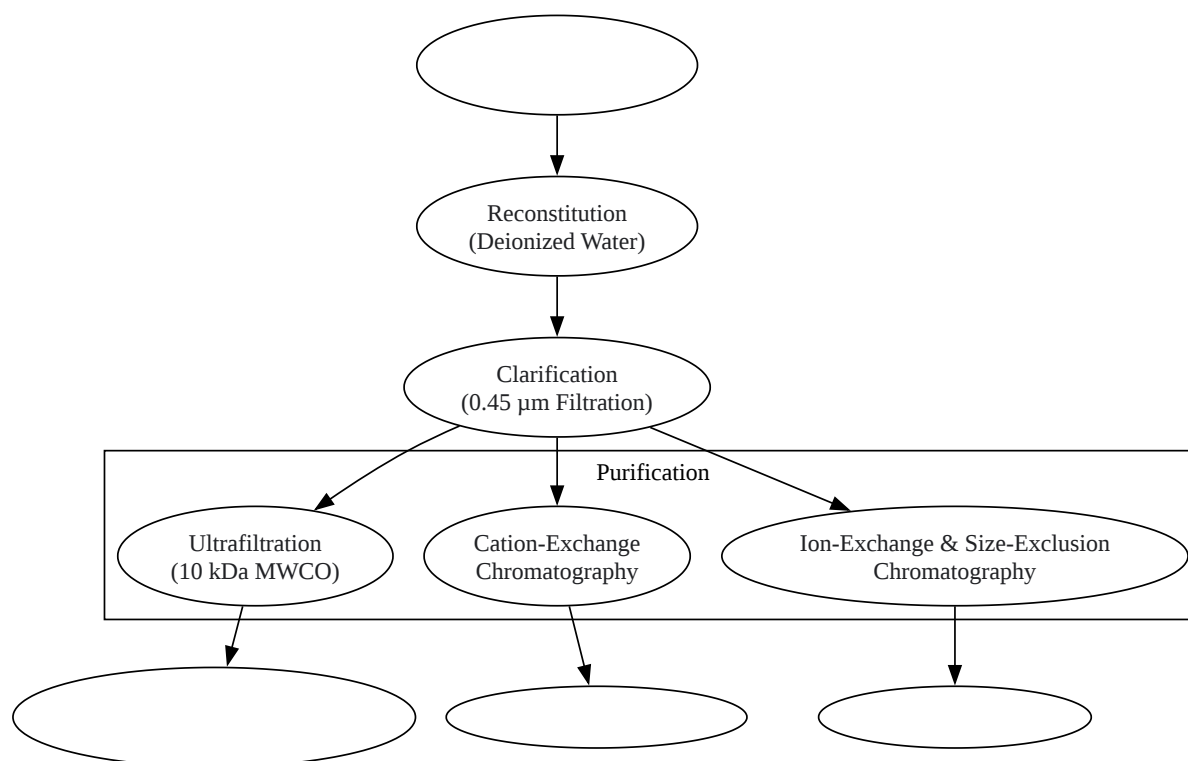 Reconstitution
(Deionized Water)
Clarification
(0.45 µm Filtration)
Purification
Ultrafiltration
(10 kDa MWCO)
Cation-Exchange
Chromatography
Ion-Exchange & Size-Exclusion
Chromatography